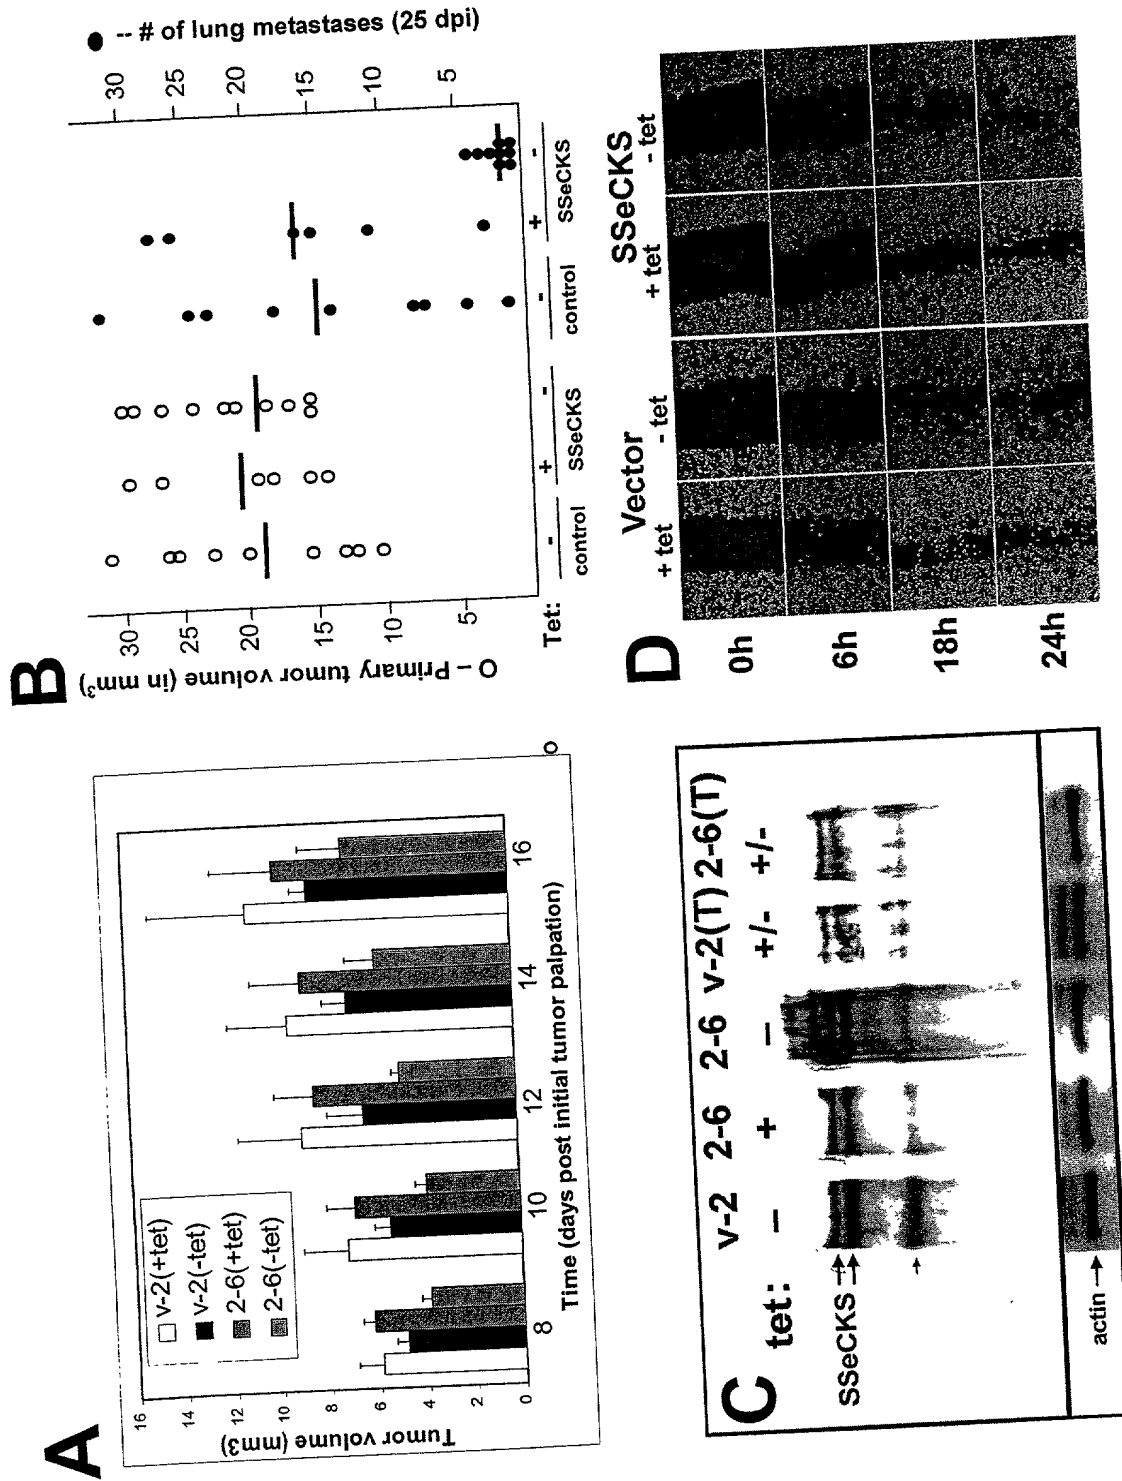 A
Tumor volume (mm3)
16
14
12
10
8
6
4
2
0
v-2(+tet)
v-2(-tet)
2-6(+tet)
2-6(-tet)
8 10 12 14 16
Time (days post initial tumor palpation)
B
O – Primary tumor volume (in mm³)
30
25
20
15
10
5
● -- # of lung metastases (25 dpi)
30
25
20
15
10
5
Tet: - + - - + -
control SSeCKS control SSeCKS
C
v-2 2-6 2-6 v-2(T) 2-6(T)
tet: – + – +/- +/-
SSeCKS
actin
D
Vector SSeCKS
+ tet - tet + tet - tet
0h
6h
18h
24h